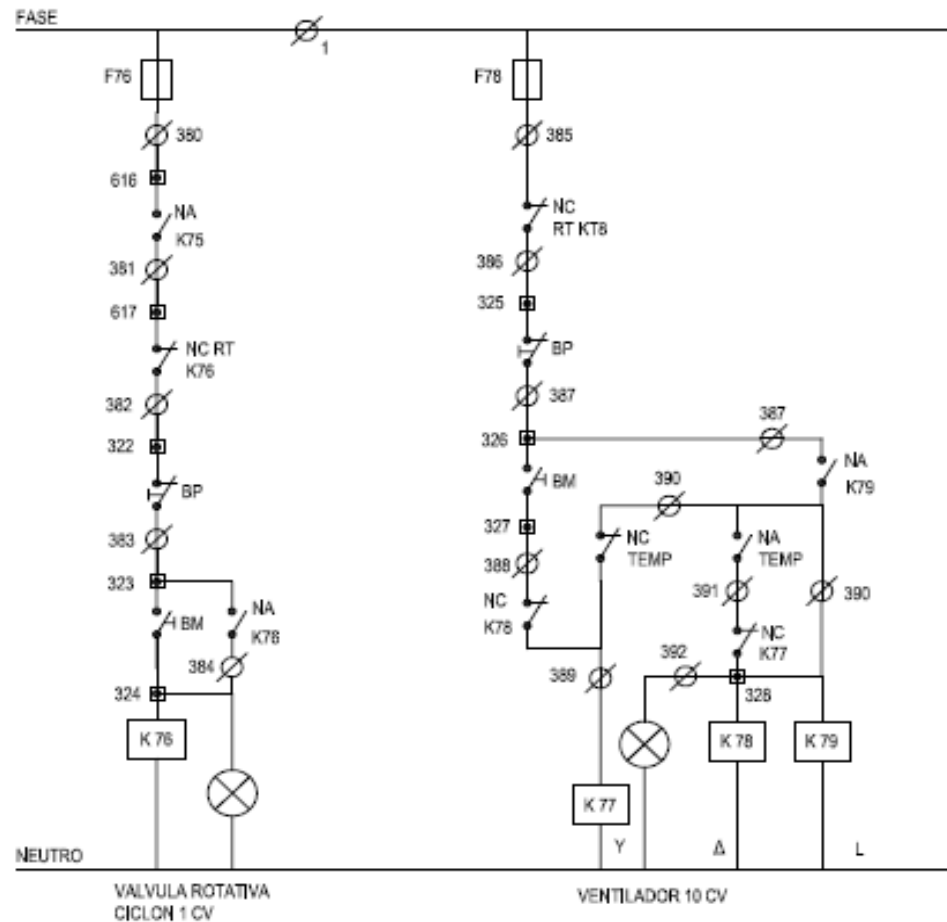 FASE
1
F76
380
616
NA
K75
381
617
NC RT
K76
382
322
BP
383
323
BM
NA
K76
384
324
K 76
F78
385
NC
RT KT8
386
325
BP
387
326
387
BM
NA
K79
390
327
NC
TEMP
NA
TEMP
388
391
390
NC
K78
NC
K77
392
389
328
K 78
K 79
K 77
Y
Δ
L
NEUTRO
VALVULA ROTATIVA
CICLON 1 CV
VENTILADOR 10 CV